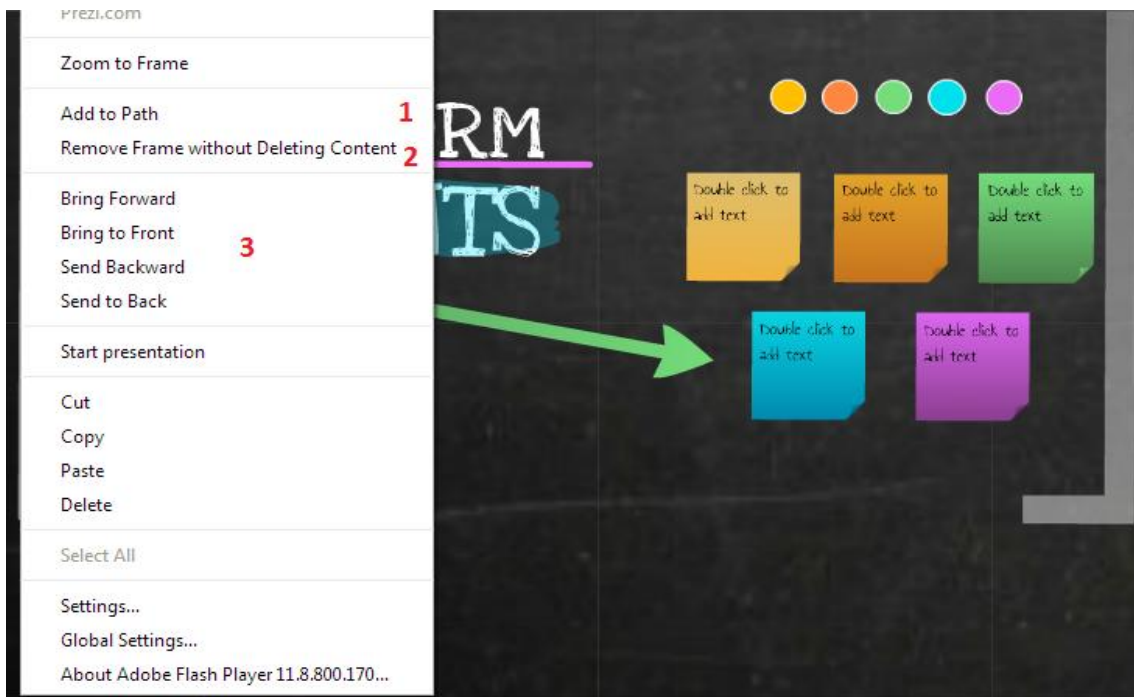 Prezi.com
Zoom to Frame
Add to Path 1
Remove Frame without Deleting Content 2
Bring Forward
Bring to Front
3
Send Backward
Send to Back
Start presentation
Cut
Copy
Paste
Delete
Select All
Settings...
Global Settings...
About Adobe Flash Player 11.8.800.170...
RM
TS
Double click to
add text
Double click to
add text
Double click to
add text
Double click to
add text
Double click to
add text